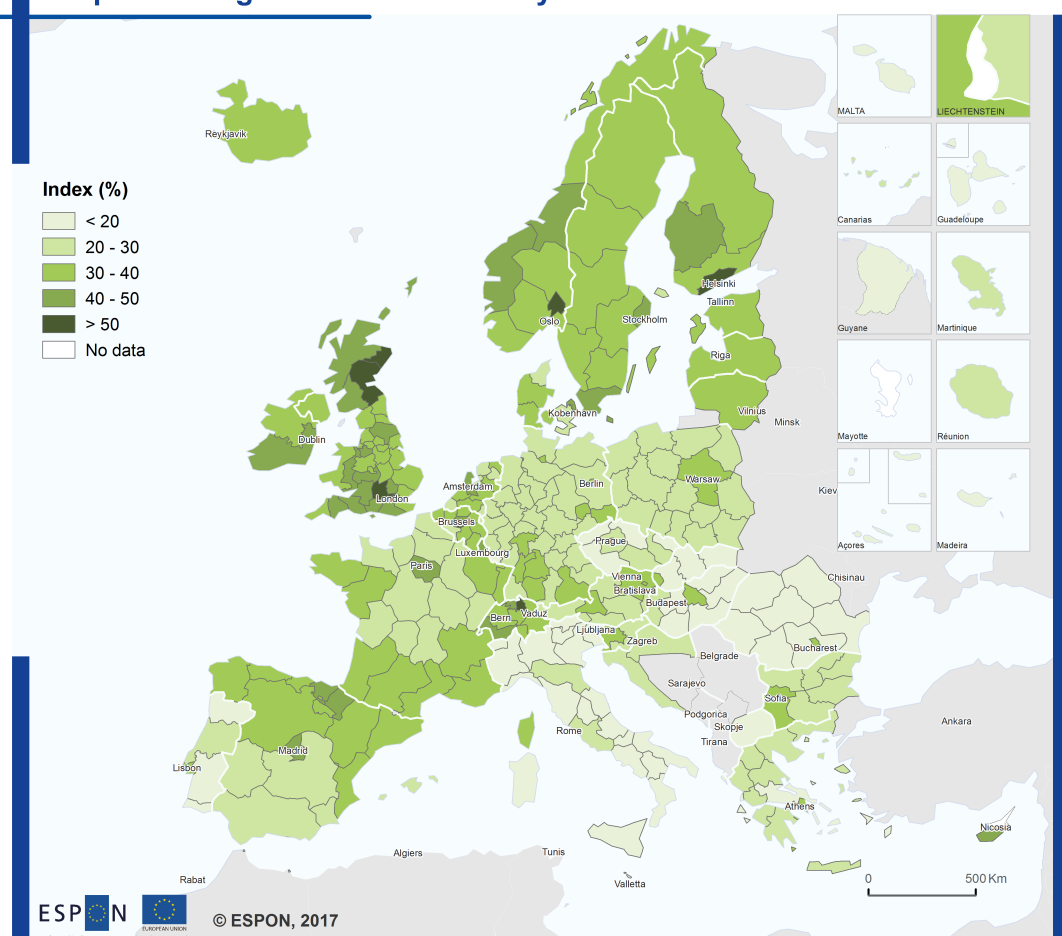 Reykjavik
Index (%)
< 20
20 - 30
30 - 40
40 - 50
> 50
No data
MALTA
LIECHTENSTEIN
Canarias
Guadeloupe
Guyane
Martinique
Mayotte
Réunion
Açores
Madeira
Helsinki
Tallinn
Oslo
Stockholm
Riga
København
Vilnius
Minsk
Dublin
Amsterdam
Berlin
Warsaw
London
Kiev
Brussels
Prague
Luxembourg
Paris
Vienna
Chisinau
Bratislava
Budapest
Bern
Vaduz
Ljubljana
Zagreb
Bucharest
Belgrade
Sarajevo
Sofia
Podgorica
Skopje
Ankara
Rome
Tirana
Madrid
Lisbon
Athens
Nicosia
Algiers
Tunis
Rabat
Valletta
0 500 Km
ESPON
EUROPEAN UNION
© ESPON, 2017